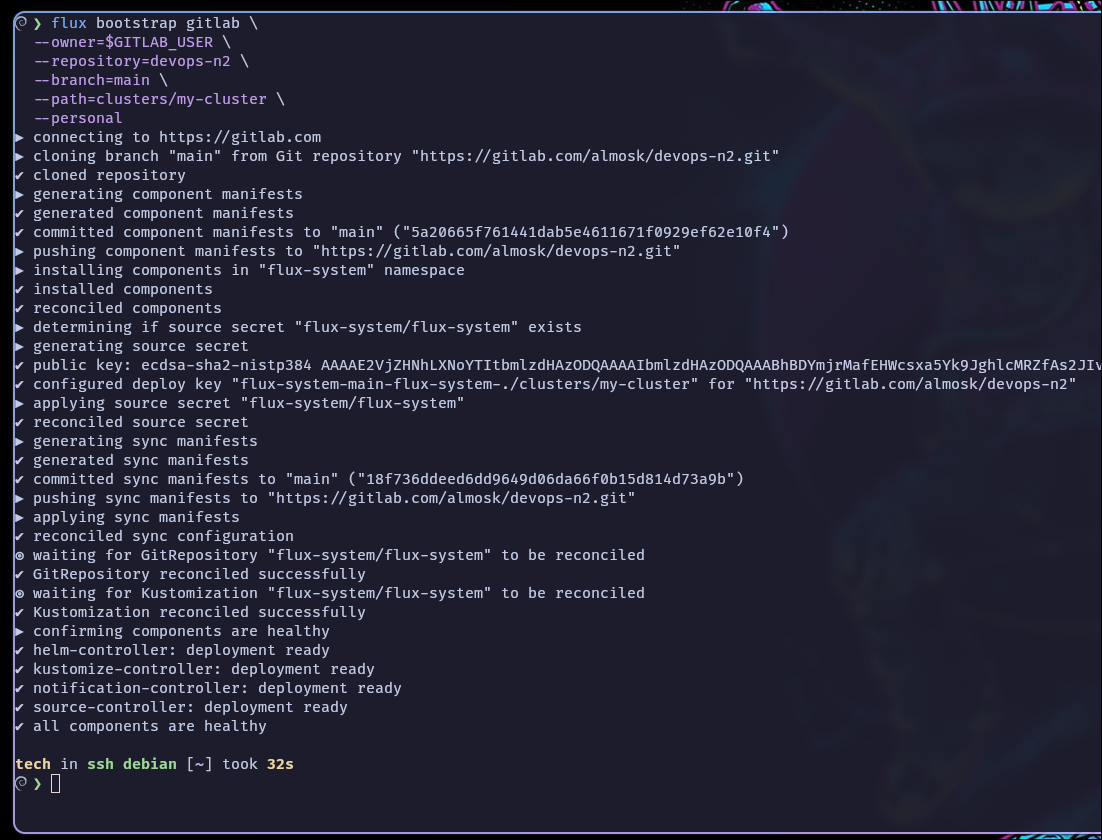 ❯ flux bootstrap gitlab \
--owner=$GITLAB_USER \
--repository=devops-n2 \
--branch=main \
--path=clusters/my-cluster \
--personal
► connecting to https://gitlab.com
► cloning branch "main" from Git repository "https://gitlab.com/almosk/devops-n2.git"
✔ cloned repository
► generating component manifests
✔ generated component manifests
✔ committed component manifests to "main" ("5a20665f761441dab5e4611671f0929ef62e10f4")
► pushing component manifests to "https://gitlab.com/almosk/devops-n2.git"
► installing components in "flux-system" namespace
✔ installed components
✔ reconciled components
► determining if source secret "flux-system/flux-system" exists
► generating source secret
✔ public key: ecdsa-sha2-nistp384 AAAAE2VjZHNhLXNoYTItbmlzdHAzODQAAAAIbmlzdHAzODQAAABhBDYmjrMafEHWcsxa5Yk9JghlcMRZfAs2JIv
✔ configured deploy key "flux-system-main-flux-system-./clusters/my-cluster" for "https://gitlab.com/almosk/devops-n2"
► applying source secret "flux-system/flux-system"
✔ reconciled source secret
► generating sync manifests
✔ generated sync manifests
✔ committed sync manifests to "main" ("18f736ddeed6dd9649d06da66f0b15d814d73a9b")
► pushing sync manifests to "https://gitlab.com/almosk/devops-n2.git"
► applying sync manifests
✔ reconciled sync configuration
◎ waiting for GitRepository "flux-system/flux-system" to be reconciled
✔ GitRepository reconciled successfully
◎ waiting for Kustomization "flux-system/flux-system" to be reconciled
✔ Kustomization reconciled successfully
► confirming components are healthy
✔ helm-controller: deployment ready
✔ kustomize-controller: deployment ready
✔ notification-controller: deployment ready
✔ source-controller: deployment ready
✔ all components are healthy
tech in ssh debian [~] took 32s
❯